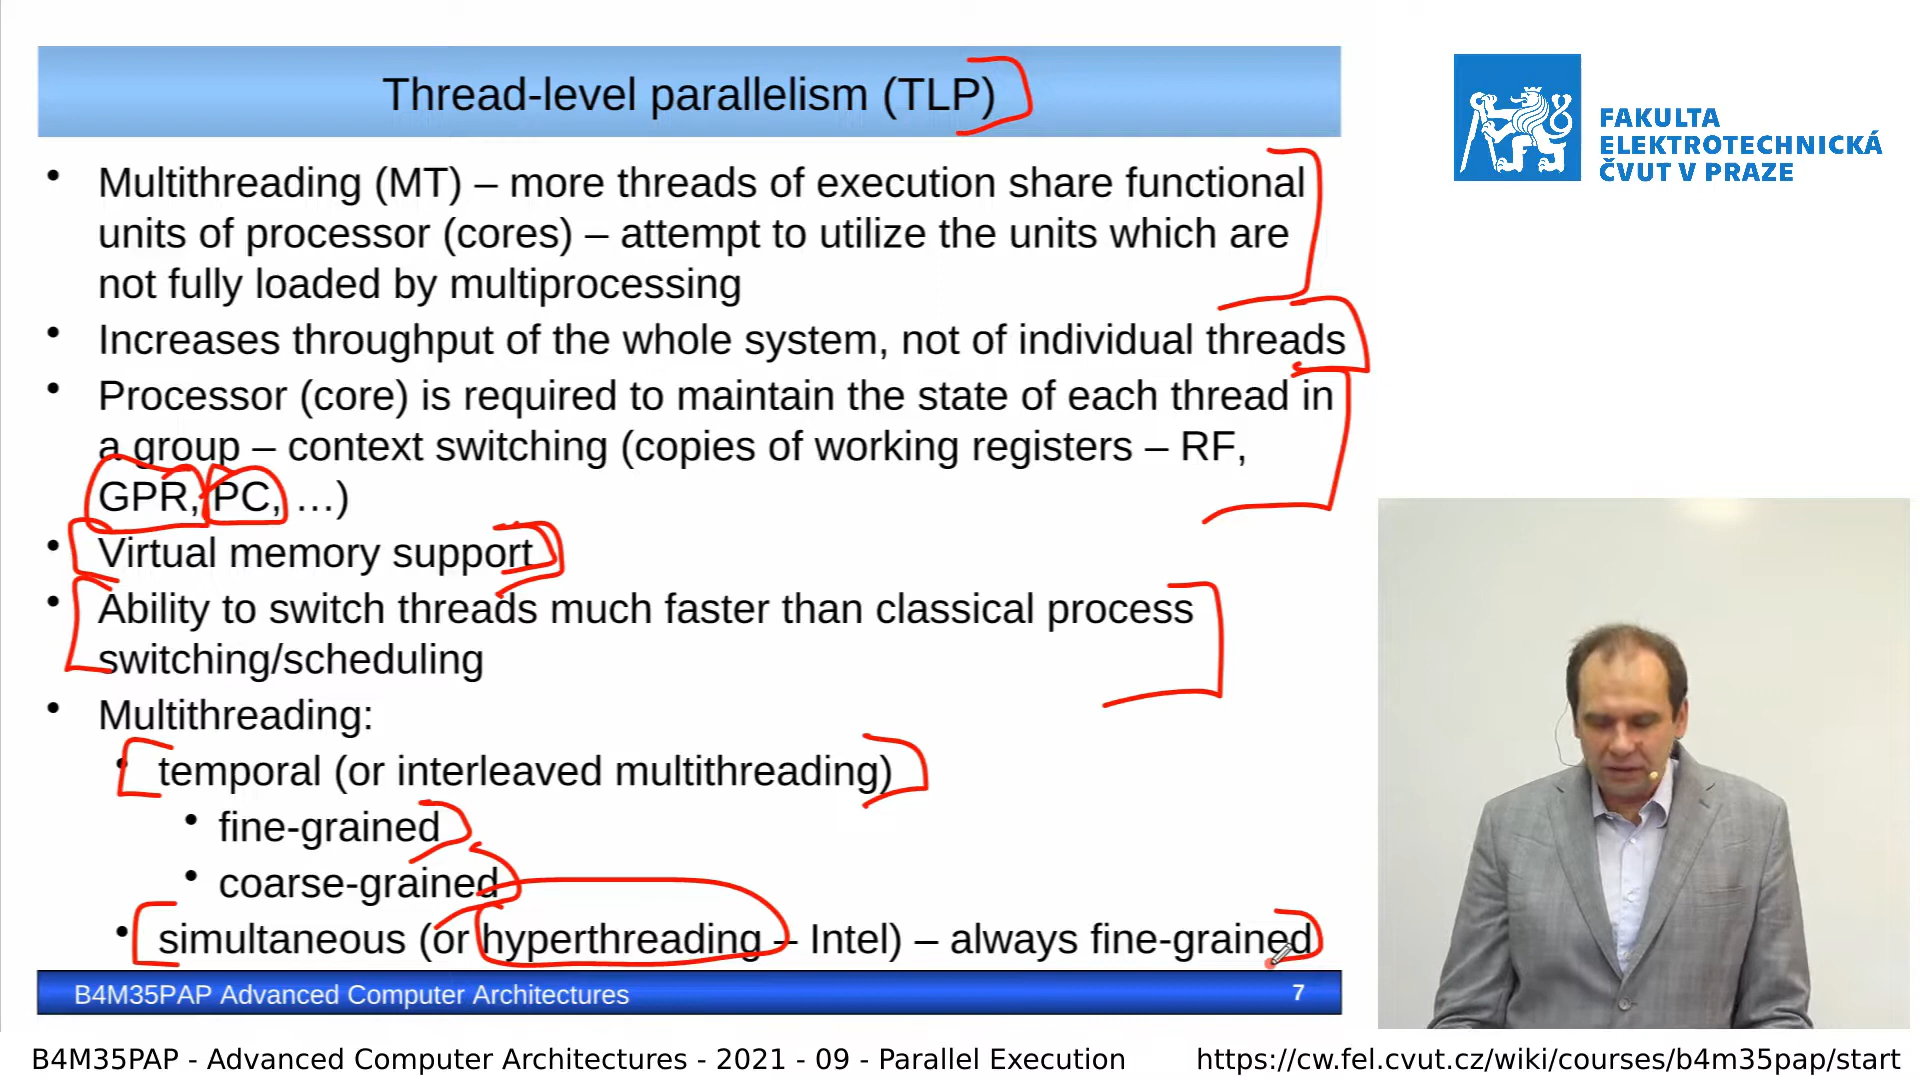 Thread-level parallelism (TLP)
• Multithreading (MT) – more threads of execution share functional
units of processor (cores) – attempt to utilize the units which are
not fully loaded by multiprocessing
• Increases throughput of the whole system, not of individual threads
• Processor (core) is required to maintain the state of each thread in
a group – context switching (copies of working registers – RF,
GPR, PC, …)
• Virtual memory support
• Ability to switch threads much faster than classical process
switching/scheduling
• Multithreading:
• temporal (or interleaved multithreading)
• fine-grained
• coarse-grained
• simultaneous (or hyperthreading – Intel) – always fine-grained
B4M35PAP Advanced Computer Architectures
7
FAKULTA
ELEKTROTECHNICKÁ
ČVUT V PRAZE
B4M35PAP - Advanced Computer Architectures - 2021 - 09 - Parallel Execution
https://cw.fel.cvut.cz/wiki/courses/b4m35pap/start